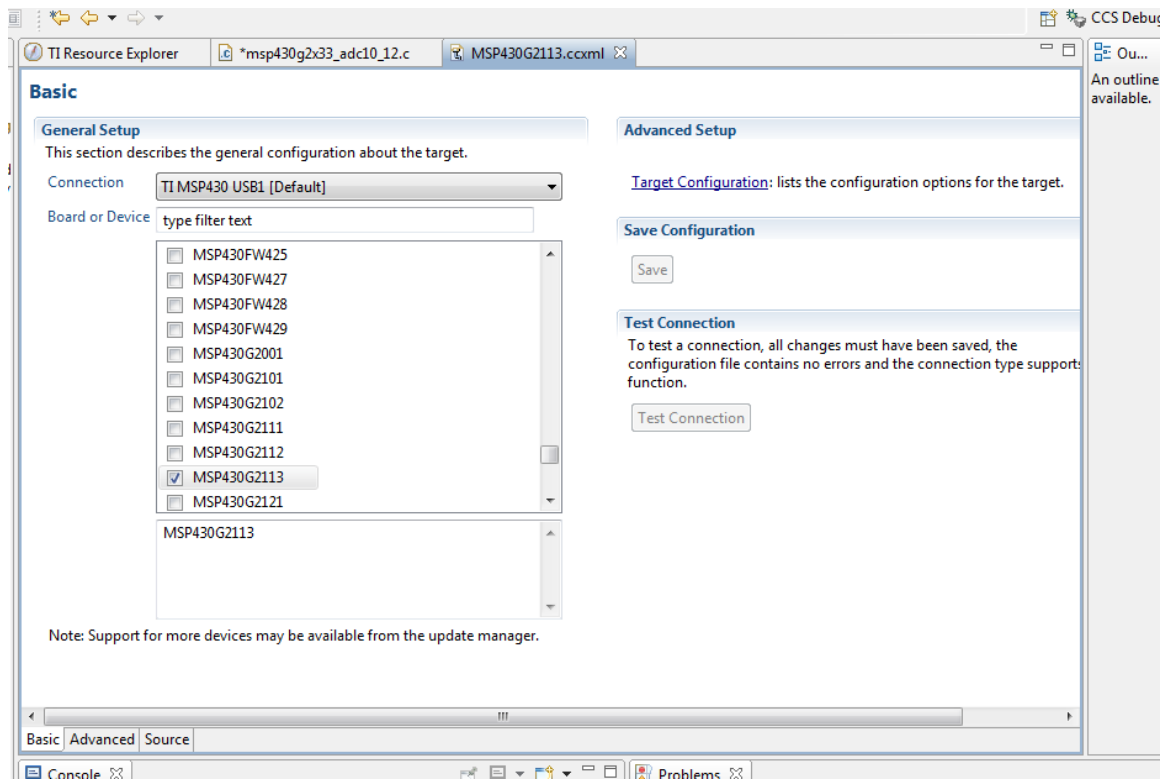 CCS Debug
TI Resource Explorer
*msp430g2x33_adc10_12.c
MSP430G2113.ccxml
Ou...
An outline
available.
Basic
General Setup
This section describes the general configuration about the target.
Connection
TI MSP430 USB1 [Default]
Board or Device
type filter text
MSP430FW425
MSP430FW427
MSP430FW428
MSP430FW429
MSP430G2001
MSP430G2101
MSP430G2102
MSP430G2111
MSP430G2112
MSP430G2113
MSP430G2121
MSP430G2113
Note: Support for more devices may be available from the update manager.
Advanced Setup
Target Configuration: lists the configuration options for the target.
Save Configuration
Save
Test Connection
To test a connection, all changes must have been saved, the
configuration file contains no errors and the connection type supports
function.
Test Connection
Basic
Advanced
Source
Console
Problems